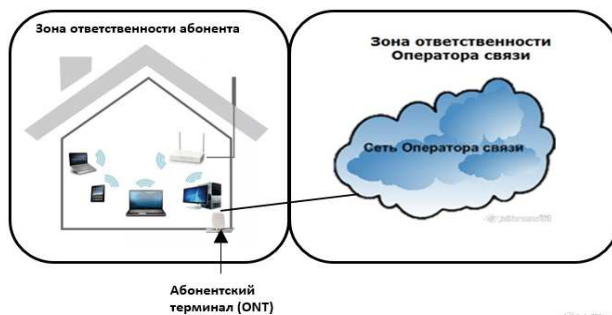 Зона ответственности абонента
Зона ответственности
Оператора связи
Сеть Оператора связи
Абонентский
терминал (ONT)